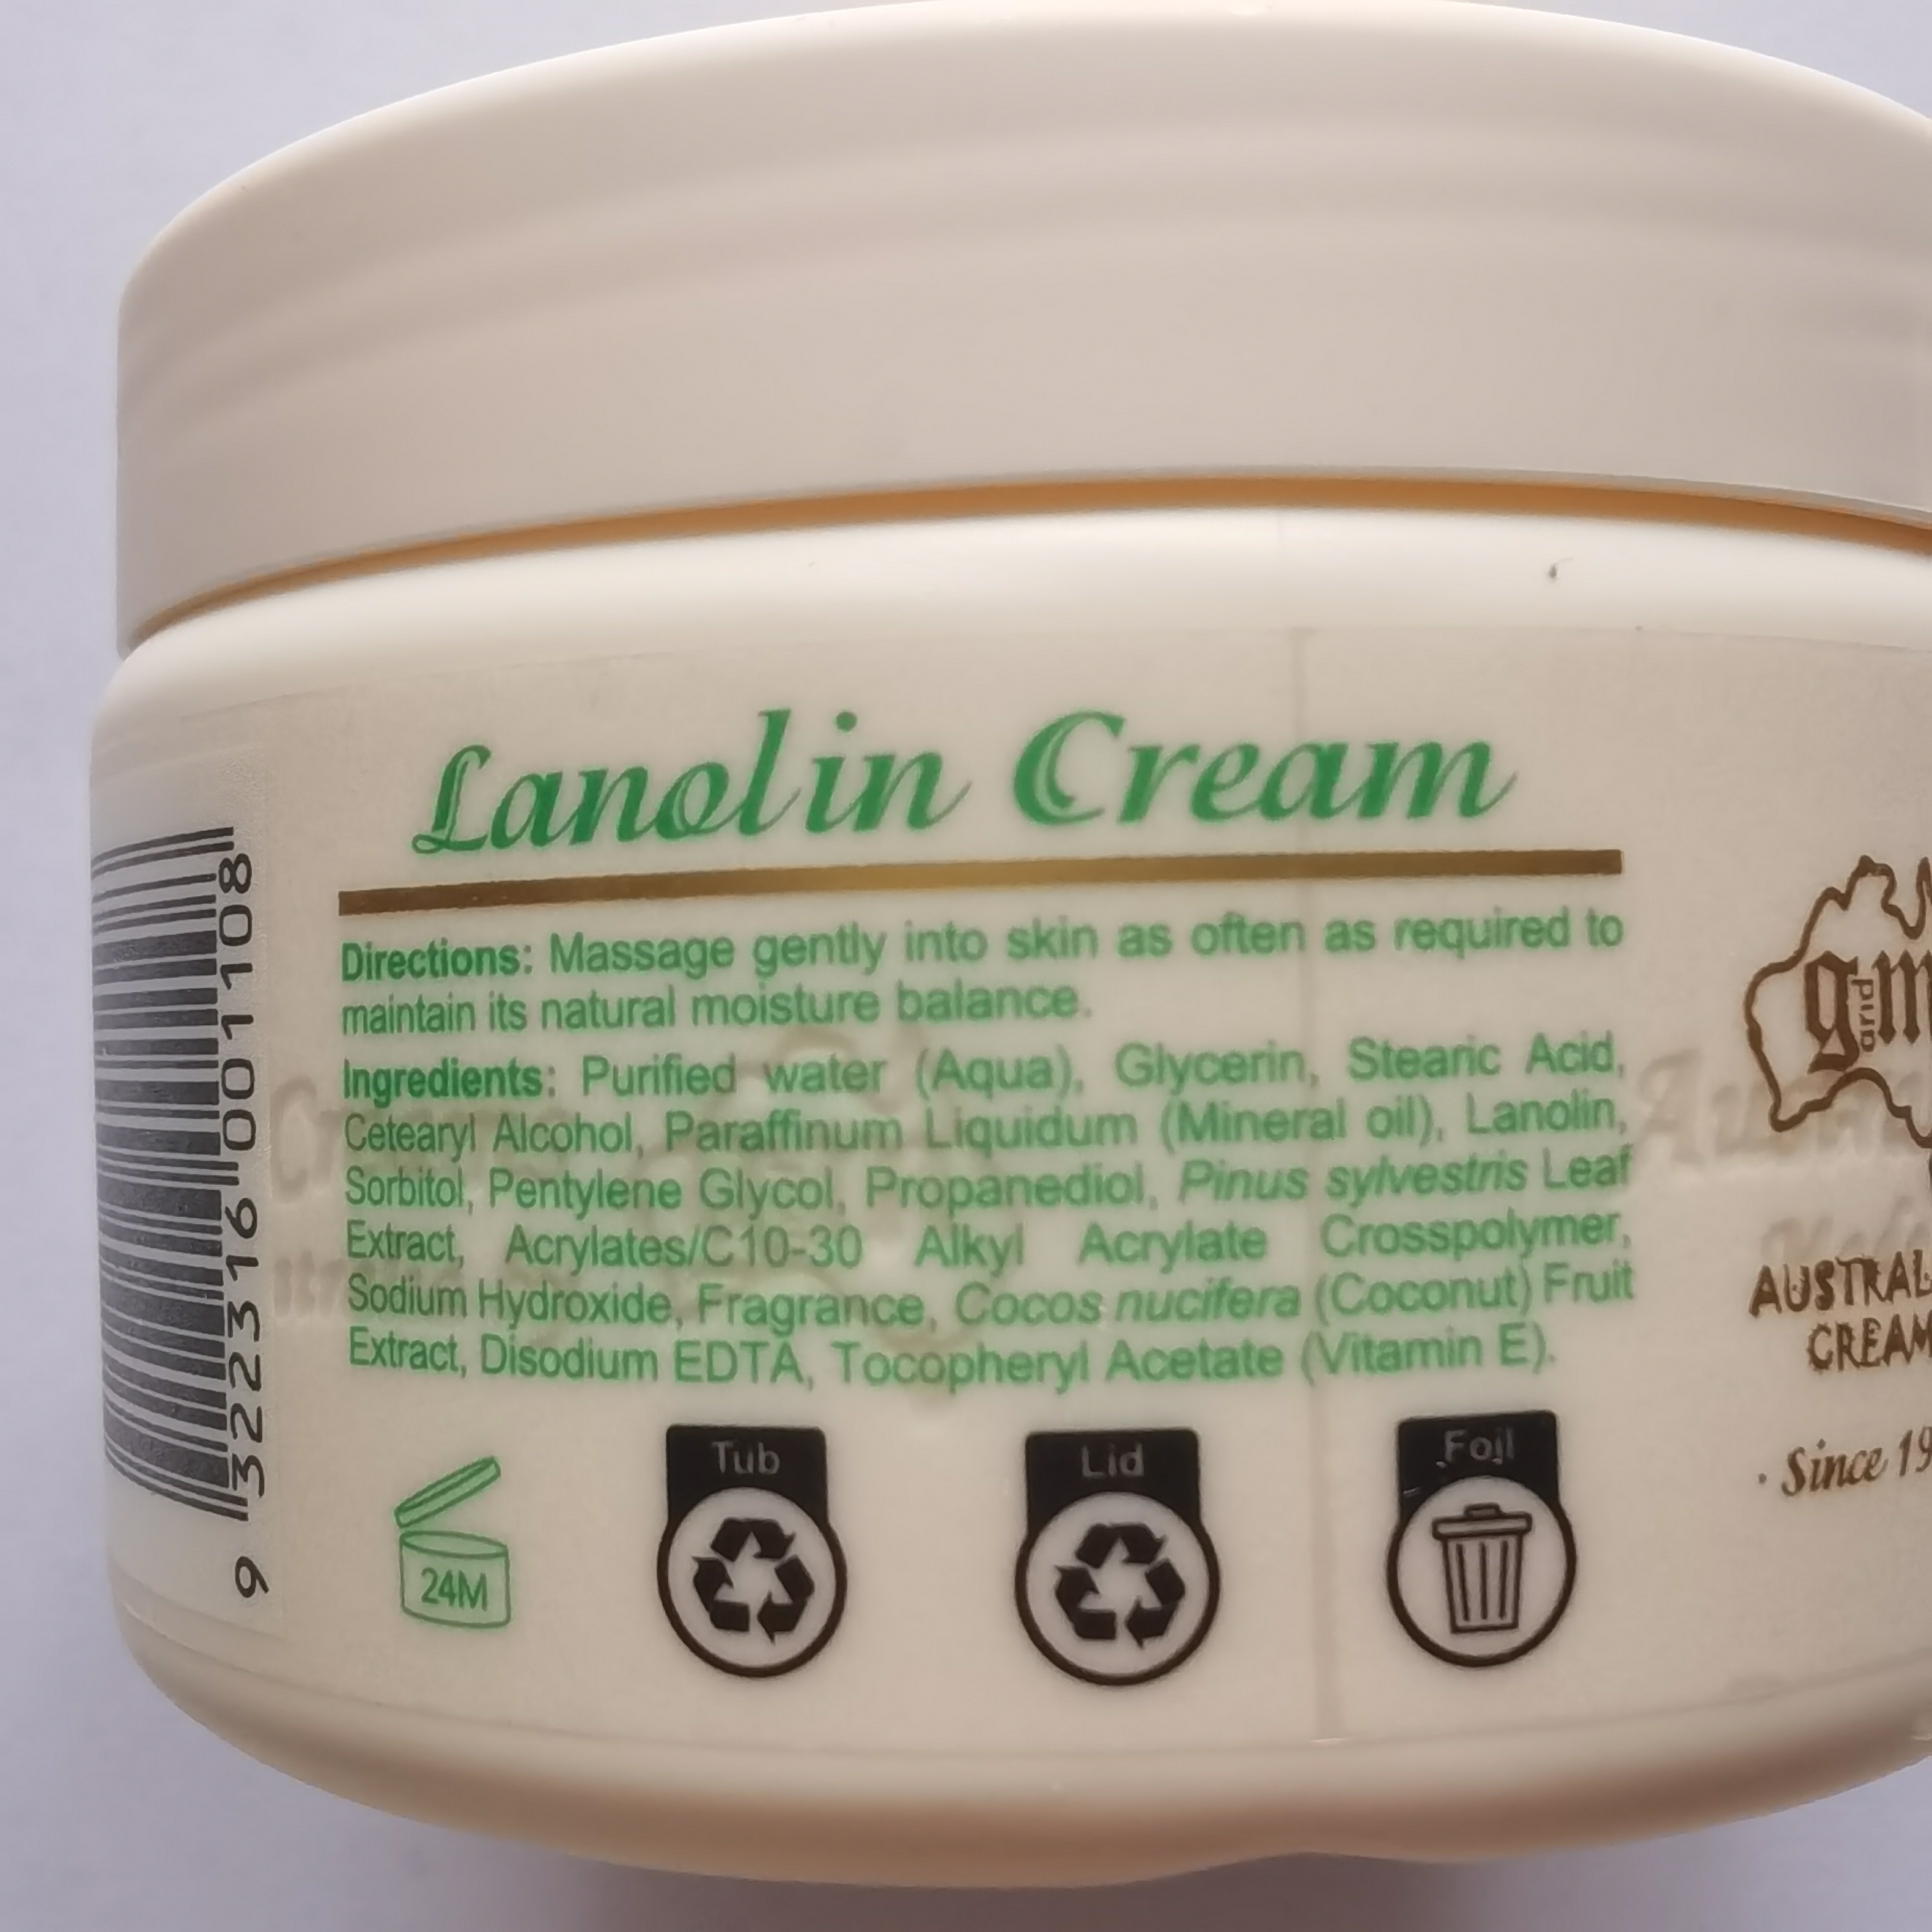 Lanolin Cream
Directions: Massage gently into skin as often as required to
maintain its natural moisture balance.
Ingredients: Purified water (Aqua), Glycerin, Stearic Acid,
Cetearyl Alcohol, Paraffinum Liquidum (Mineral oil), Lanolin,
Sorbitol, Pentylene Glycol, Propanediol, Pinus sylvestris Leaf
Extract, Acrylates/C10-30 Alkyl Acrylate Crosspolymer,
Sodium Hydroxide, Fragrance, Cocos nucifera (Coconut) Fruit
Extract, Disodium EDTA, Tocopheryl Acetate (Vitamin E).
24M
Tub
Lid
Foil
9 322316 001108
g and m
AUSTRAL
CREAM
· Since 19